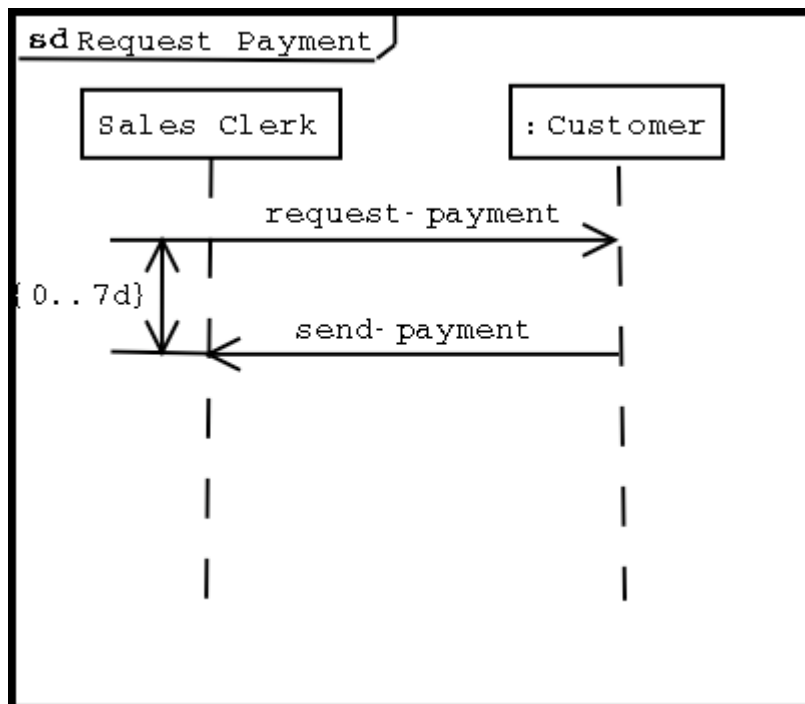 sd Request Payment
Sales Clerk
: Customer
request- payment
{0.. 7d}
send- payment